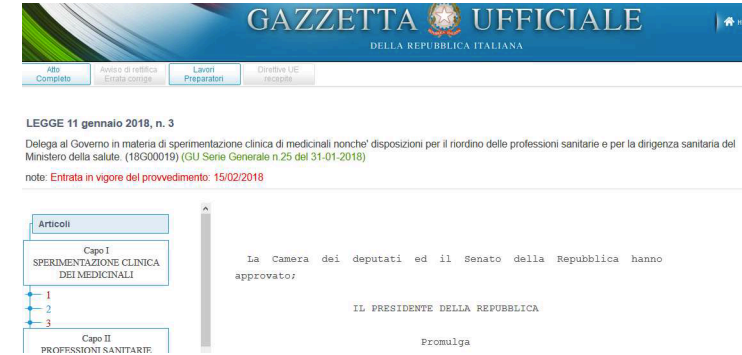 GAZZETTA UFFICIALE
DELLA REPUBBLICA ITALIANA
Atto Completo
Avviso di rettifica Errata corrige
Lavori Preparatori
Direttive UE recepite
LEGGE 11 gennaio 2018, n. 3
Delega al Governo in materia di sperimentazione clinica di medicinali nonche' disposizioni per il riordino delle professioni sanitarie e per la dirigenza sanitaria del
Ministero della salute. (18G00019) (GU Serie Generale n.25 del 31-01-2018)
note: Entrata in vigore del provvedimento: 15/02/2018
Articoli
Capo I
SPERIMENTAZIONE CLINICA
DEI MEDICINALI
1
2
3
Capo II
PROFESSIONI SANITARIE
La Camera dei deputati ed il Senato della Repubblica hanno
approvato;
IL PRESIDENTE DELLA REPUBBLICA
Promulga